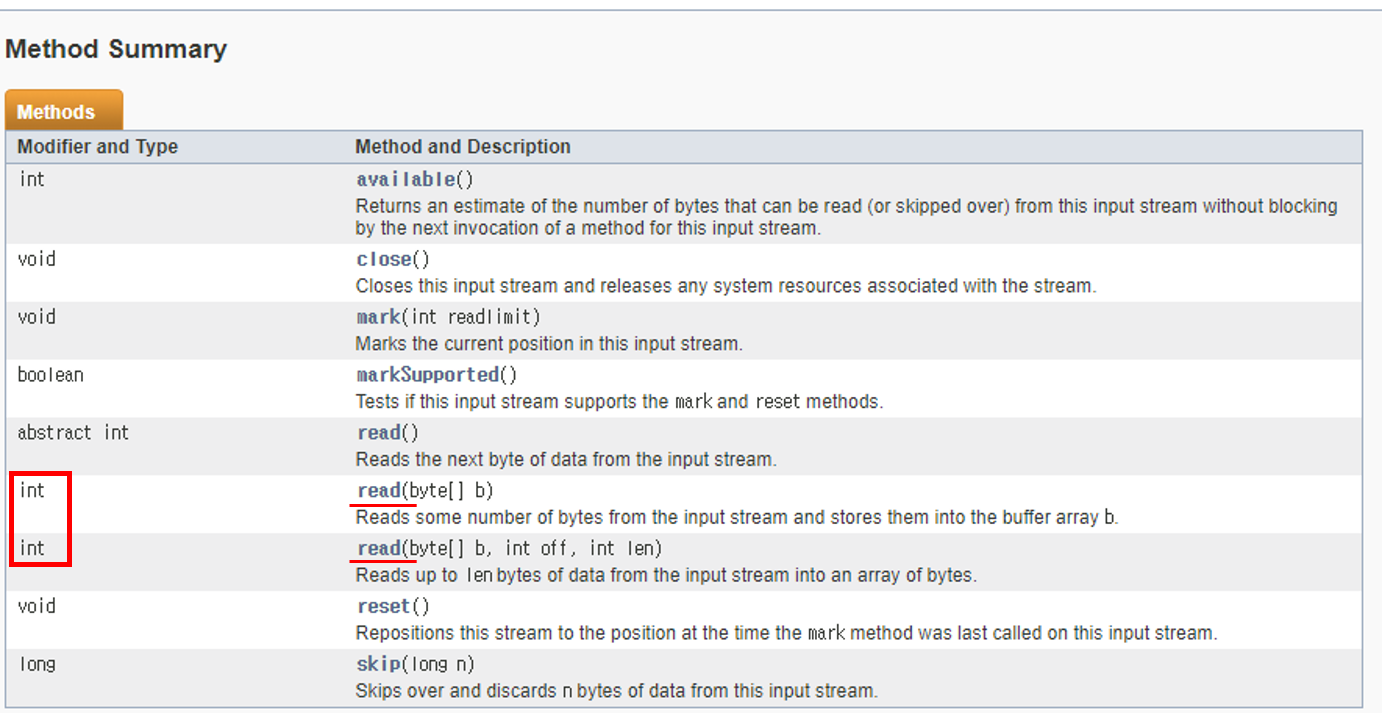 Method Summary
Methods
Modifier and Type Method and Description
int available()
Returns an estimate of the number of bytes that can be read (or skipped over) from this input stream without blocking
by the next invocation of a method for this input stream.
void close()
Closes this input stream and releases any system resources associated with the stream.
void mark(int readlimit)
Marks the current position in this input stream.
boolean markSupported()
Tests if this input stream supports the mark and reset methods.
abstract int read()
Reads the next byte of data from the input stream.
int read(byte[] b)
Reads some number of bytes from the input stream and stores them into the buffer array b.
int read(byte[] b, int off, int len)
Reads up to len bytes of data from the input stream into an array of bytes.
void reset()
Repositions this stream to the position at the time the mark method was last called on this input stream.
long skip(long n)
Skips over and discards n bytes of data from this input stream.